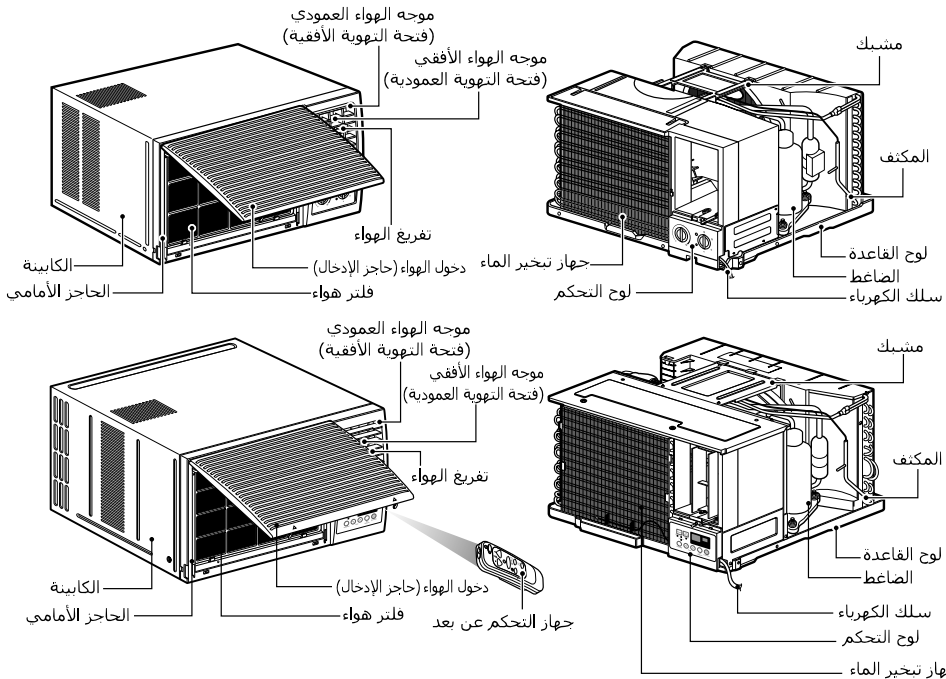 موجه الهواء العمودي
(فتحة التهوية الأفقية)
موجه الهواء الأفقي
(فتحة التهوية العمودية)
تفريغ الهواء
دخول الهواء (حاجز الإدخال)
فلتر هواء
الكابينة
الحاجز الأمامي
مشبك
المكثف
لوح القاعدة
الضاغط
سلك الكهرباء
جهاز تبخير الماء
لوح التحكم
موجه الهواء العمودي
(فتحة التهوية الأفقية)
موجه الهواء الأفقي
(فتحة التهوية العمودية)
تفريغ الهواء
دخول الهواء (حاجز الإدخال)
فلتر هواء
جهاز التحكم عن بعد
الكابينة
الحاجز الأمامي
مشبك
المكثف
لوح القاعدة
الضاغط
سلك الكهرباء
لوح التحكم
هاز تبخير الماء